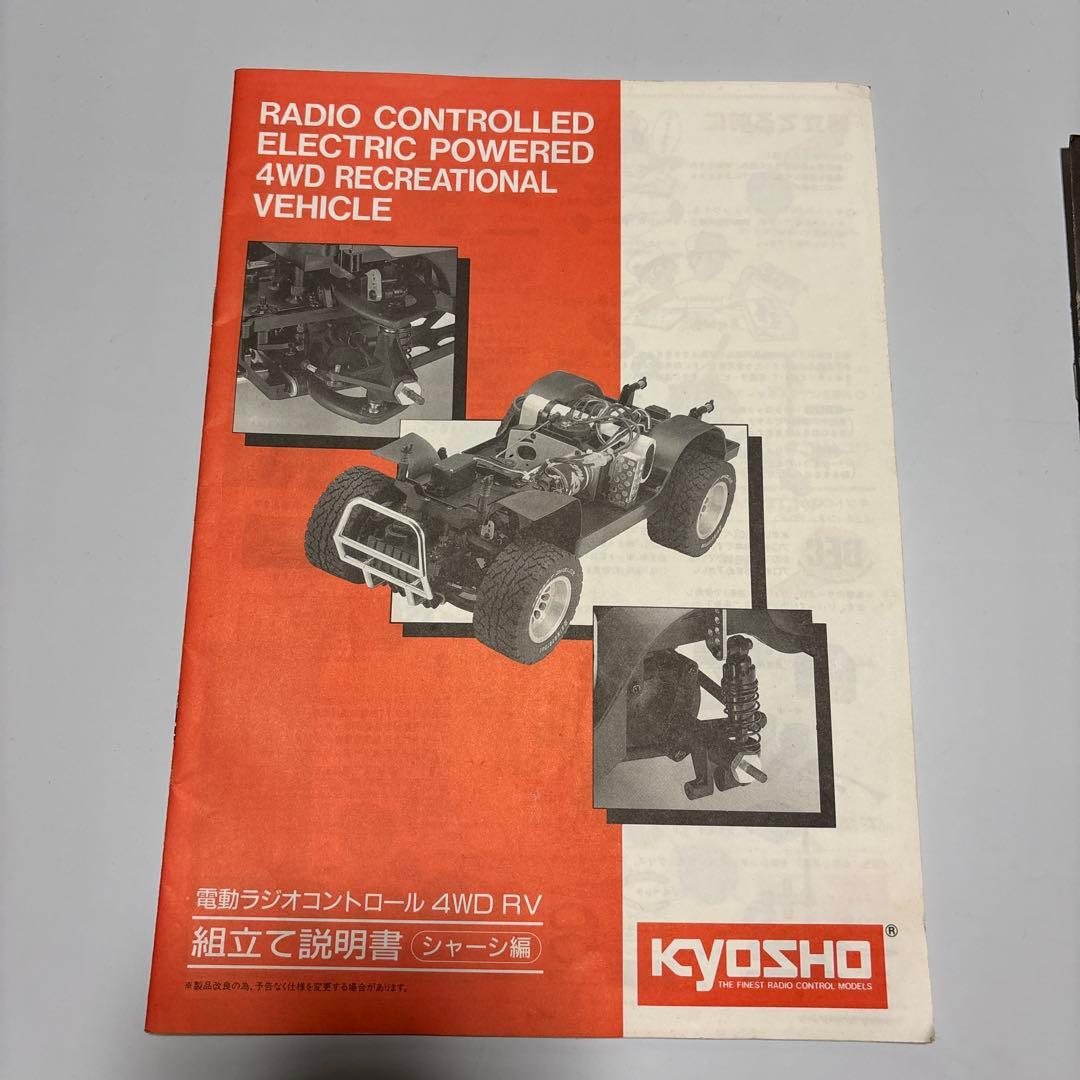 RADIO CONTROLLED
ELECTRIC POWERED
4WD RECREATIONAL
VEHICLE
電動ラジオコントロール 4WD RV
組立て説明書 シャーシ編
※製品改良の為、予告なく仕様を変更する場合があります。
KYOSHO ®
THE FINEST RADIO CONTROL MODELS